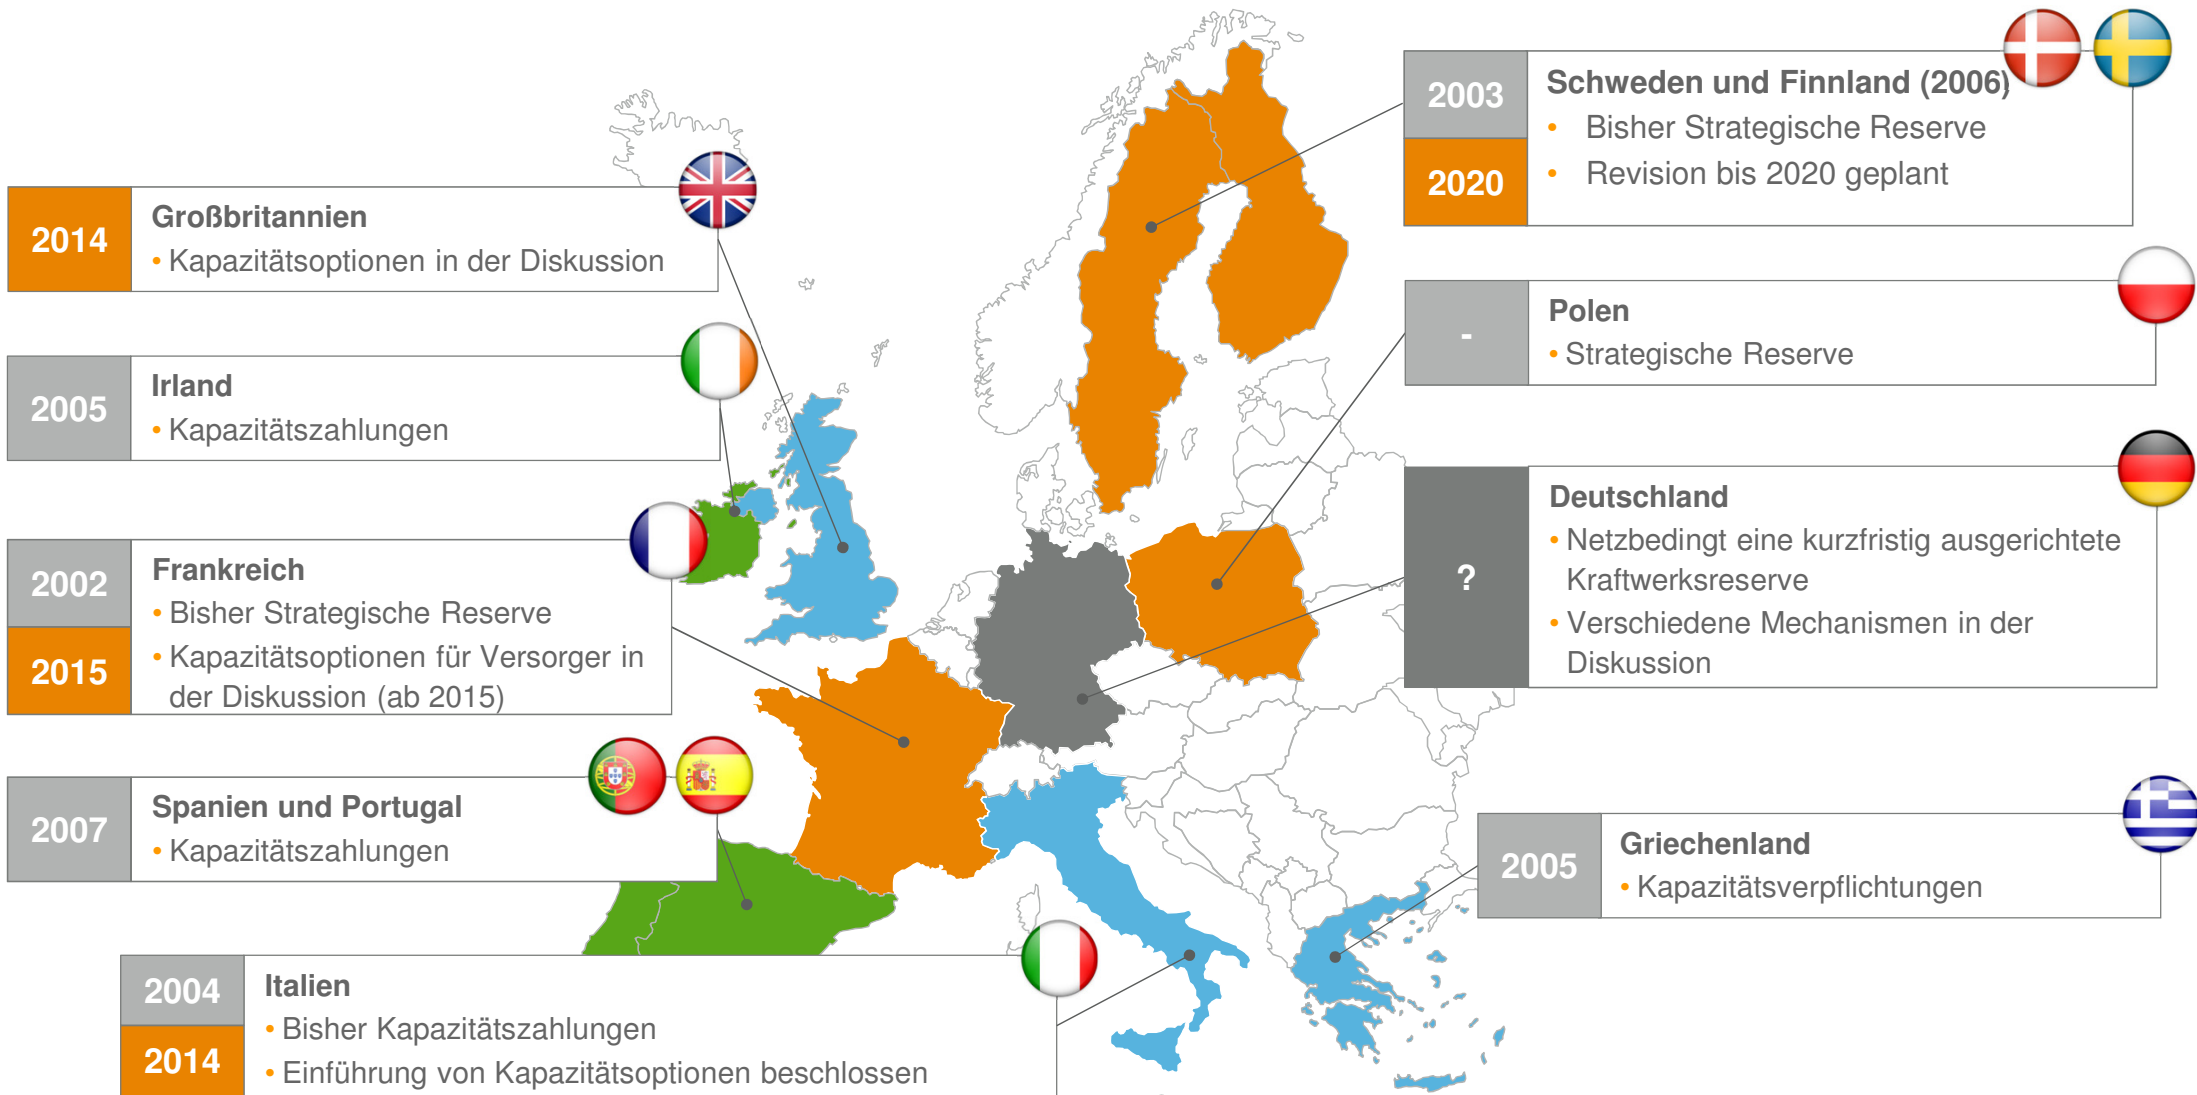 2014
Großbritannien
• Kapazitätsoptionen in der Diskussion
2005
Irland
• Kapazitätszahlungen
2002
2015
Frankreich
• Bisher Strategische Reserve
• Kapazitätsoptionen für Versorger in
der Diskussion (ab 2015)
2007
Spanien und Portugal
• Kapazitätszahlungen
2004
2014
Italien
• Bisher Kapazitätszahlungen
• Einführung von Kapazitätsoptionen beschlossen
2003
2020
Schweden und Finnland (2006)
• Bisher Strategische Reserve
• Revision bis 2020 geplant
-
Polen
• Strategische Reserve
?
Deutschland
• Netzbedingt eine kurzfristig ausgerichtete
Kraftwerksreserve
• Verschiedene Mechanismen in der
Diskussion
2005
Griechenland
• Kapazitätsverpflichtungen